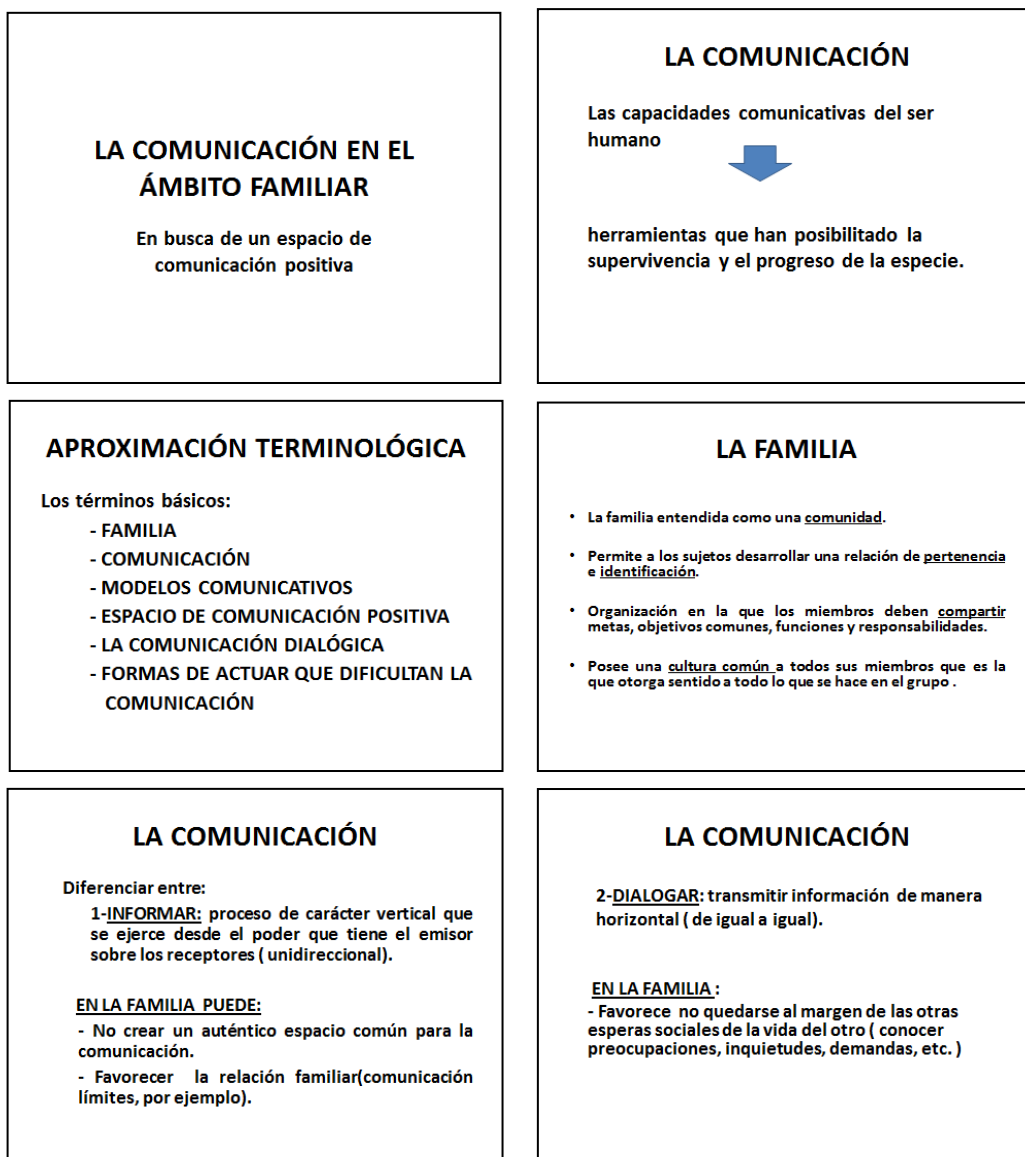 LA COMUNICACIÓN EN EL
ÁMBITO FAMILIAR
En busca de un espacio de
comunicación positiva
LA COMUNICACIÓN
Las capacidades comunicativas del ser
humano
herramientas que han posibilitado la
supervivencia y el progreso de la especie.
APROXIMACIÓN TERMINOLÓGICA
Los términos básicos:
- FAMILIA
- COMUNICACIÓN
- MODELOS COMUNICATIVOS
- ESPACIO DE COMUNICACIÓN POSITIVA
- LA COMUNICACIÓN DIALÓGICA
- FORMAS DE ACTUAR QUE DIFICULTAN LA
COMUNICACIÓN
LA FAMILIA
• La familia entendida como una comunidad.
• Permite a los sujetos desarrollar una relación de pertenencia
e identificación.
• Organización en la que los miembros deben compartir
metas, objetivos comunes, funciones y responsabilidades.
• Posee una cultura común a todos sus miembros que es la
que otorga sentido a todo lo que se hace en el grupo .
LA COMUNICACIÓN
Diferenciar entre:
1-INFORMAR: proceso de carácter vertical que
se ejerce desde el poder que tiene el emisor
sobre los receptores ( unidireccional).
EN LA FAMILIA PUEDE:
- No crear un auténtico espacio común para la
comunicación.
- Favorecer la relación familiar(comunicación
límites, por ejemplo).
LA COMUNICACIÓN
2-DIALOGAR: transmitir información de manera
horizontal ( de igual a igual).
EN LA FAMILIA :
- Favorece no quedarse al margen de las otras
esperas sociales de la vida del otro ( conocer
preocupaciones, inquietudes, demandas, etc. )